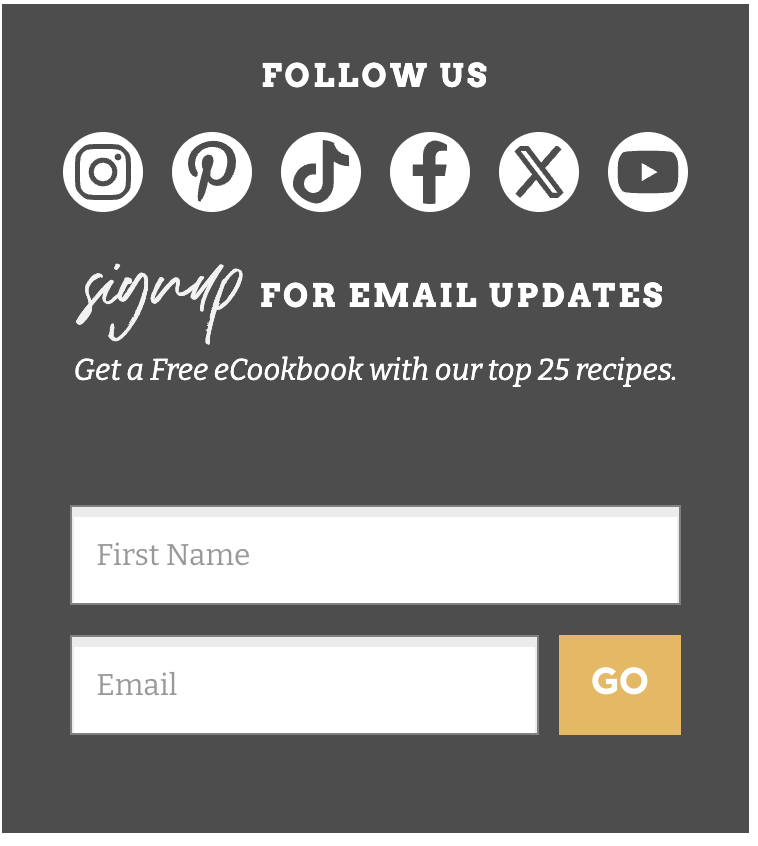 FOLLOW US
signup FOR EMAIL UPDATES
Get a Free eCookbook with our top 25 recipes.
First Name
Email
GO